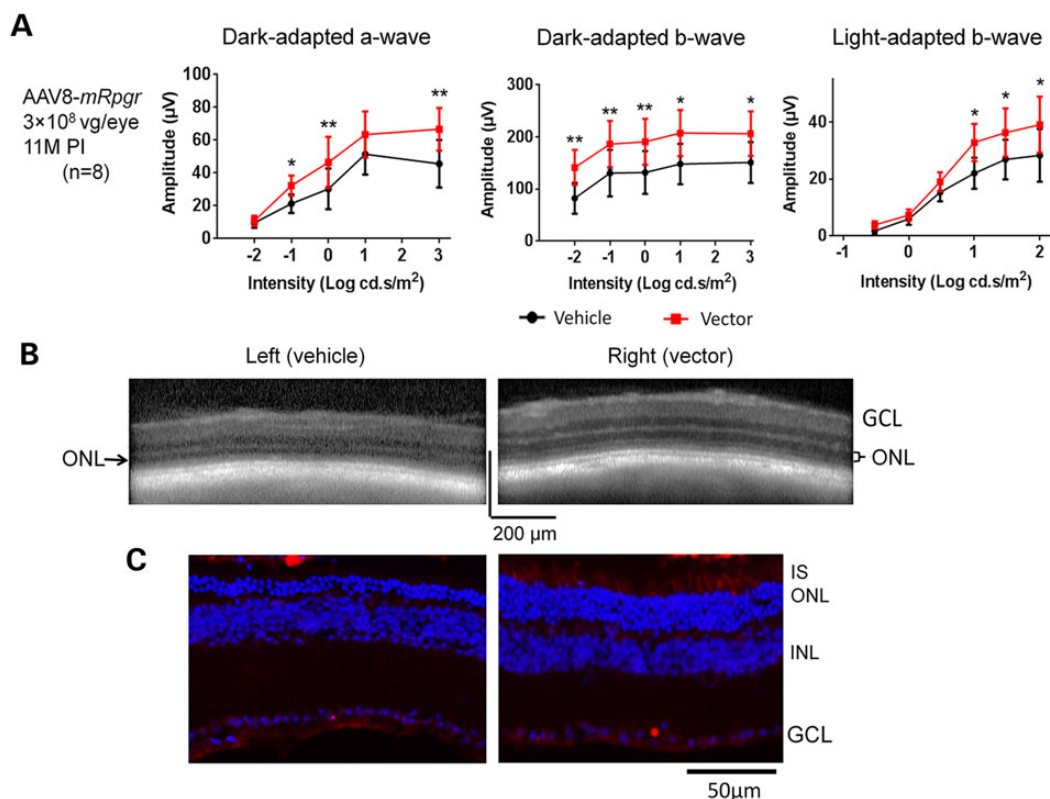 A
Dark-adapted a-wave
Dark-adapted b-wave
Light-adapted b-wave
AAV8-mRpgr
3×10⁸ vg/eye
11M PI
(n=8)
Amplitude (µV)
100
80
60
40
20
0
* ** **
-2 -1 0 1 2 3
Intensity (Log cd.s/m²)
Amplitude (µV)
300
200
100
0
** ** ** * *
-2 -1 0 1 2 3
Intensity (Log cd.s/m²)
Amplitude (µV)
40
20
0
* * *
-1 0 1 2
Intensity (Log cd.s/m²)
Vehicle
Vector
B
Left (vehicle)
Right (vector)
ONL
GCL
ONL
200 µm
C
IS
ONL
INL
GCL
50µm